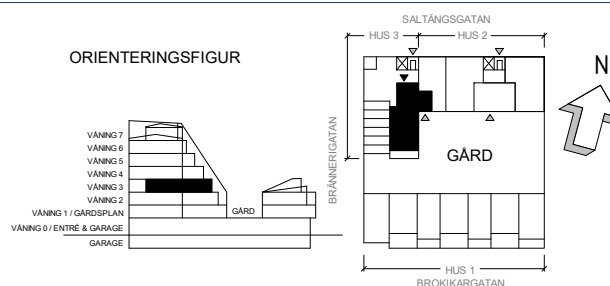 ORIENTERINGSFIGUR
VÅNING 7
VÅNING 6
VÅNING 5
VÅNING 4
VÅNING 3
VÅNING 2
VÅNING 1 / GÅRDSPLAN
VÅNING 0 / ENTRÉ & GARAGE
GARAGE
GÅRD
SALTÄNGSGATAN
HUS 3
HUS 2
BRÄNNERIGATAN
GÅRD
HUS 1
BROKIKARGATAN
N